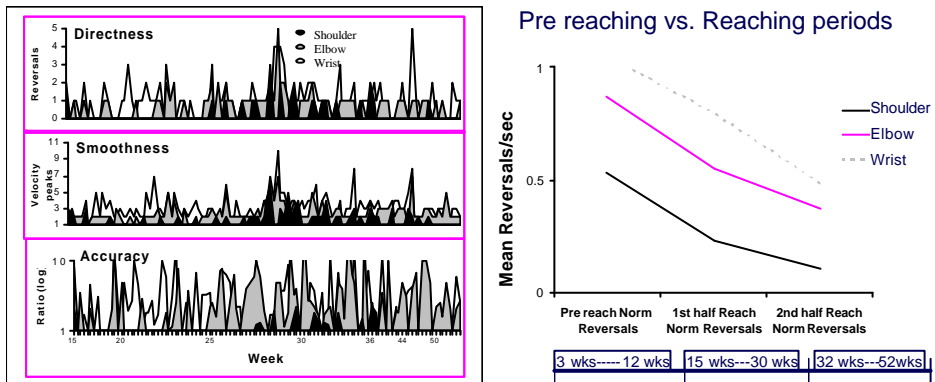 Directness
Shoulder
Elbow
Wrist
Reversals
5
4
3
2
1
0
Smoothness
Velocity
peaks
11
9
7
5
3
1
Accuracy
Ratio (log)
10
1
15 20 25 30 36 44 50
Week
Pre reaching vs. Reaching periods
Mean Reversals/sec
1
0.5
0
Shoulder
Elbow
Wrist
Pre reach Norm
Reversals
1st half Reach
Norm Reversals
2nd half Reach
Norm Reversals
3 wks----- 12 wks
15 wks---30 wks
32 wks---52wks